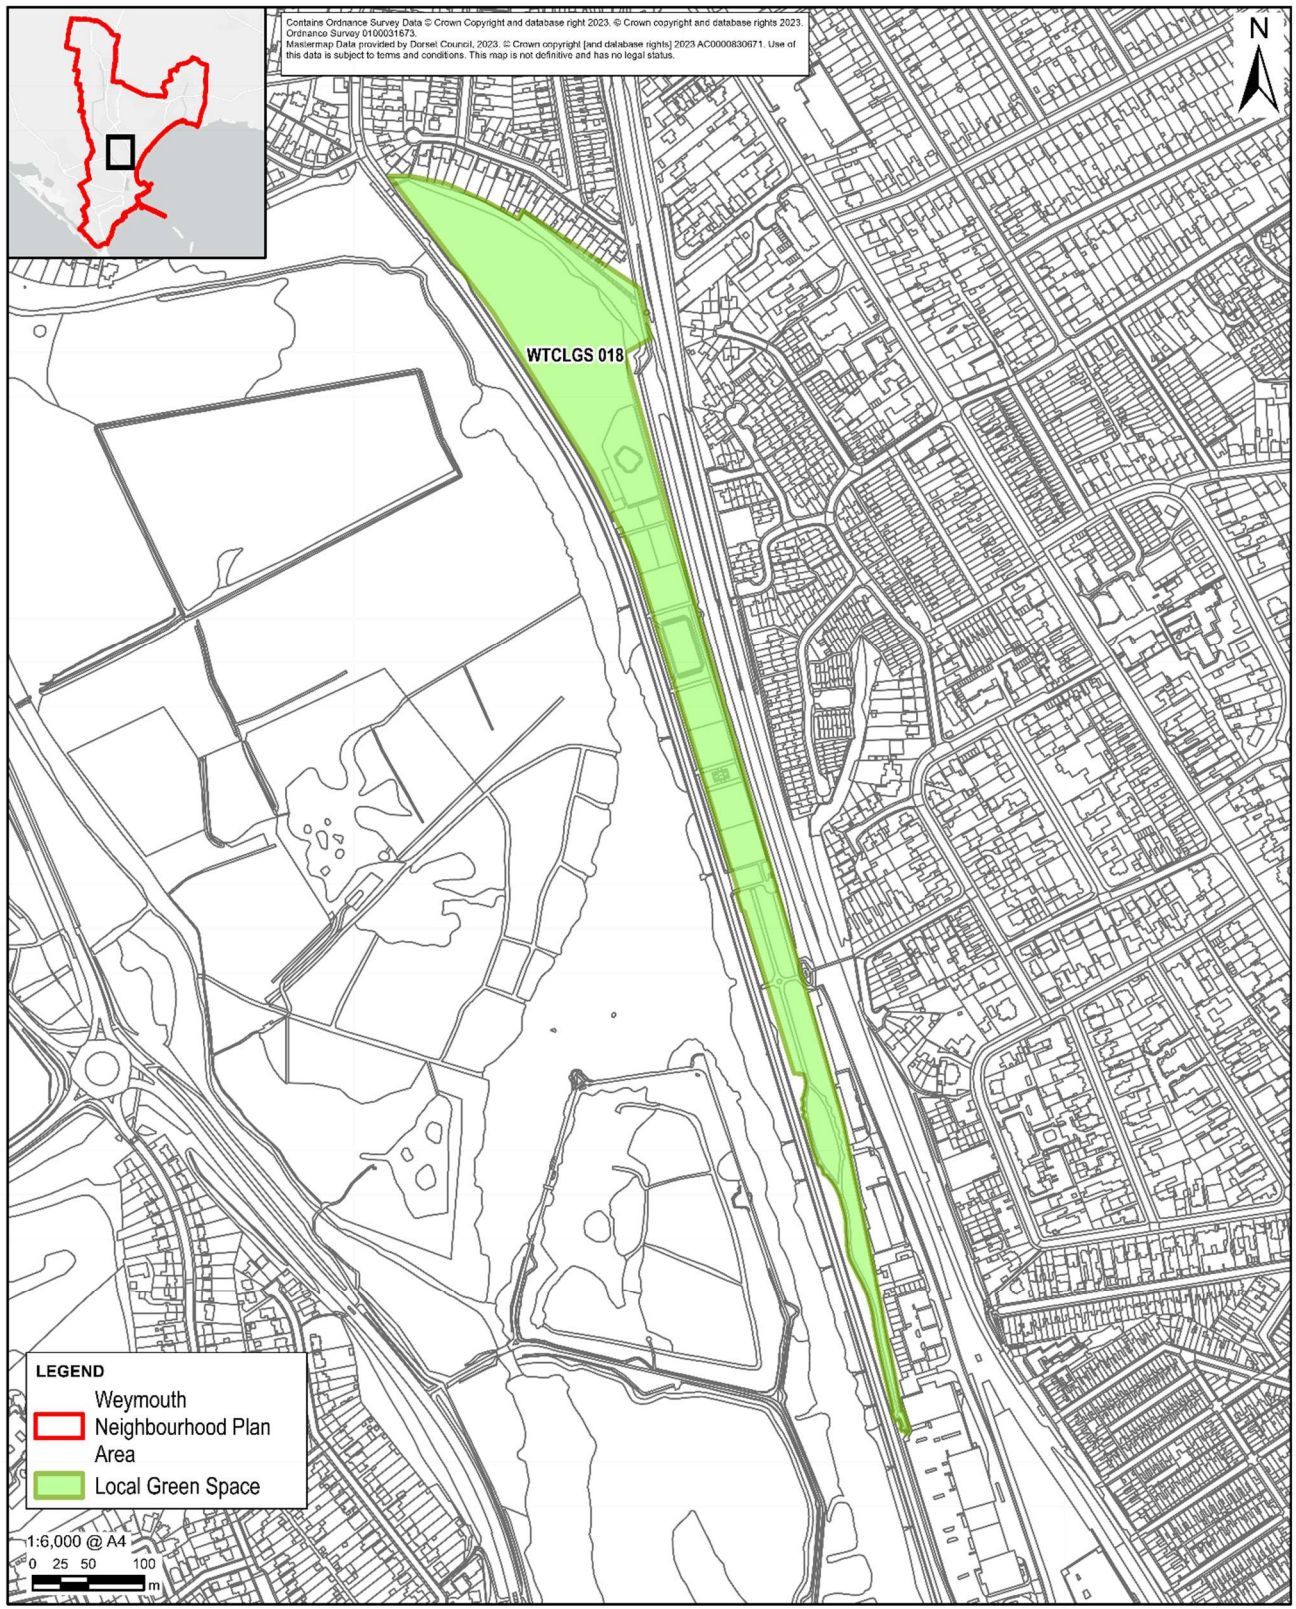 Contains Ordnance Survey Data © Crown Copyright and database right 2023. © Crown copyright and database rights 2023.
Ordnance Survey 0100031673.
Mastermap Data provided by Dorset Council, 2023. © Crown copyright [and database rights] 2023 AC0000830671. Use of
this data is subject to terms and conditions. This map is not definitive and has no legal status.
N
WTCLGS 018
LEGEND
Weymouth
Neighbourhood Plan
Area
Local Green Space
1:6,000 @ A4
0 25 50 100
m